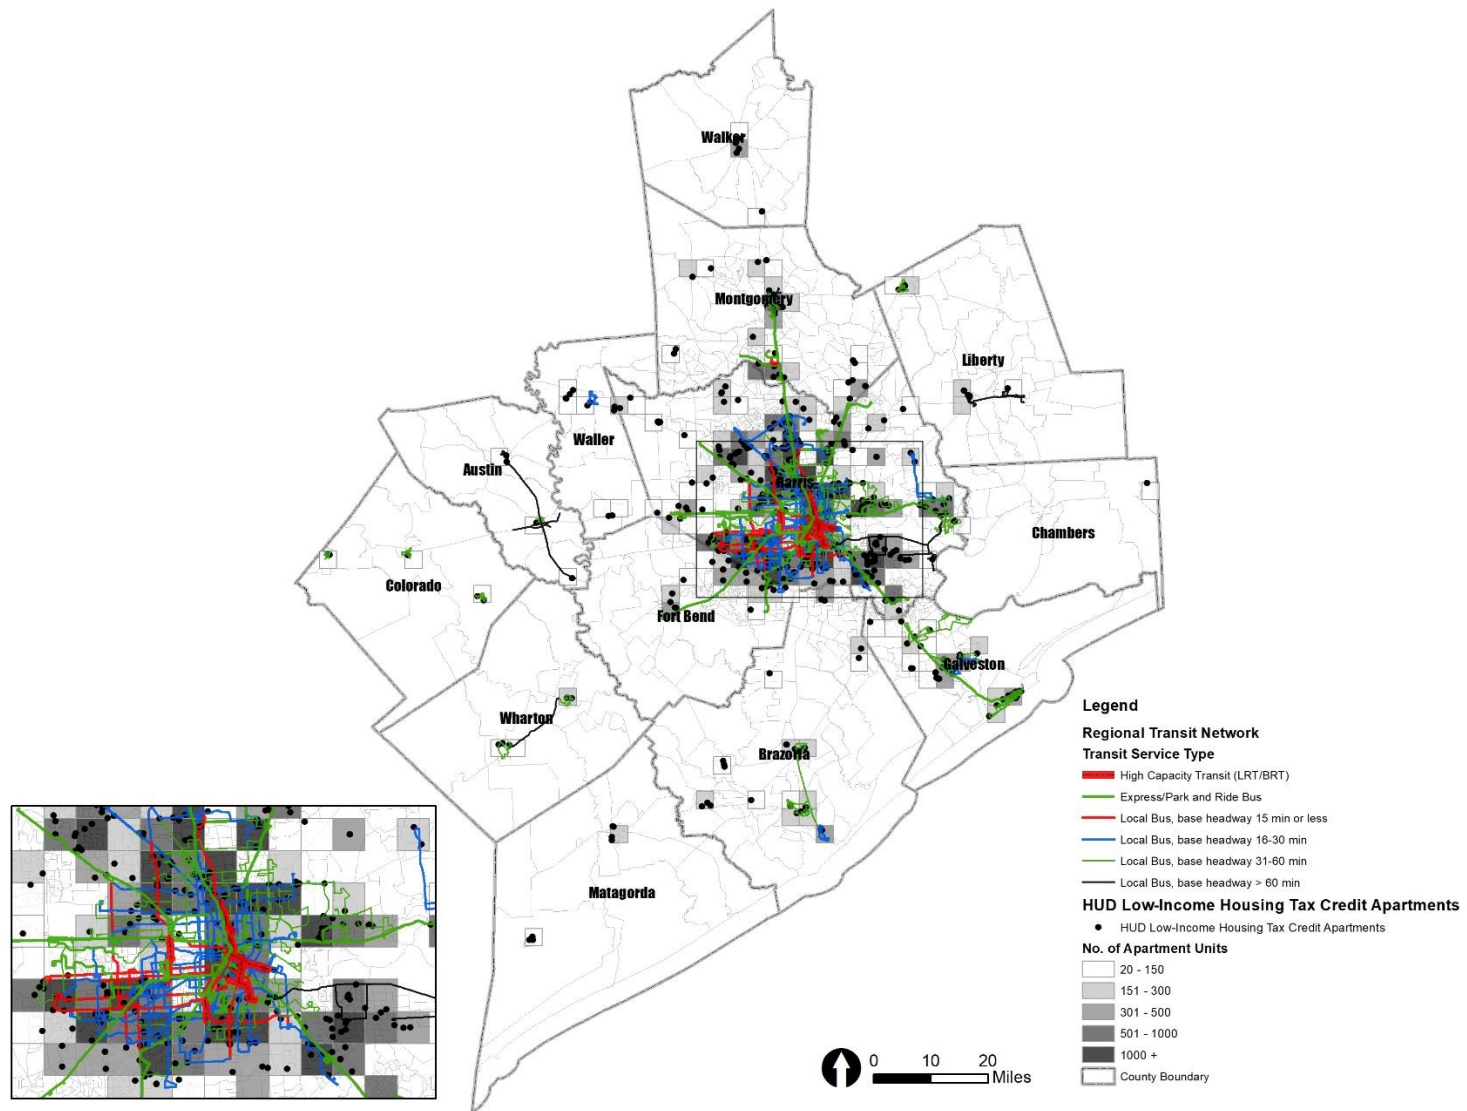 Walker
Montgomery
Liberty
Waller
Austin
Harris
Chambers
Colorado
Fort Bend
Galveston
Wharton
Brazoria
Matagorda
Legend
Regional Transit Network
Transit Service Type
High Capacity Transit (LRT/BRT)
Express/Park and Ride Bus
Local Bus, base headway 15 min or less
Local Bus, base headway 16-30 min
Local Bus, base headway 31-60 min
Local Bus, base headway > 60 min
HUD Low-Income Housing Tax Credit Apartments
HUD Low-Income Housing Tax Credit Apartments
No. of Apartment Units
20 - 150
151 - 300
301 - 500
501 - 1000
1000 +
County Boundary
0 10 20
Miles